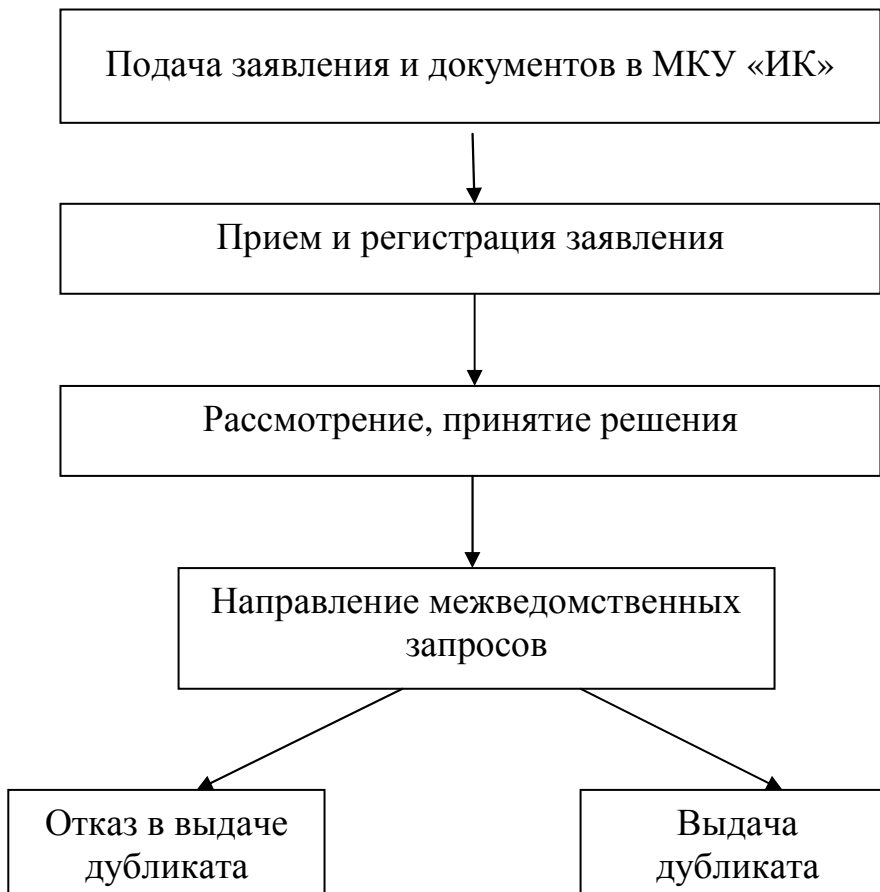 Подача заявления и документов в МКУ «ИК»
Прием и регистрация заявления
Рассмотрение, принятие решения
Направление межведомственных
запросов
Отказ в выдаче
дубликата
Выдача
дубликата